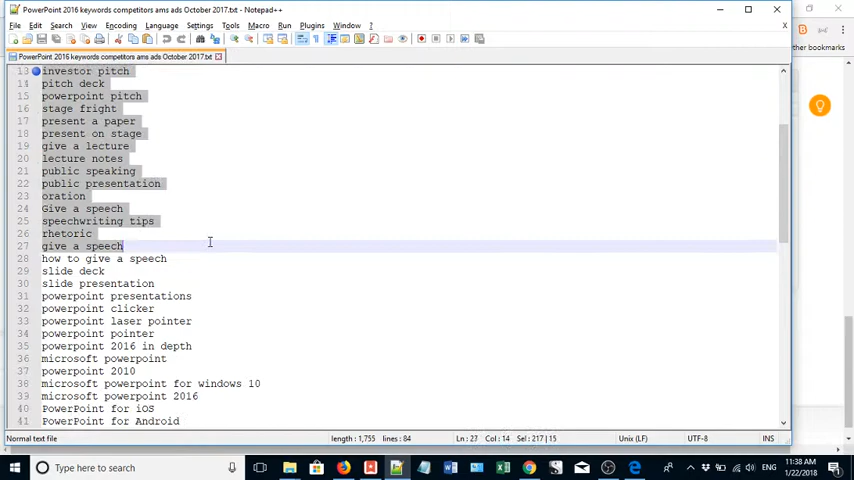 PowerPoint 2016 keywords competitors ams ads October 2017.txt - Notepad++
File Edit Search View Encoding Language Settings Tools Macro Run Plugins Window ?
X
PowerPoint 2016 keywords competitors ams ads October 2017.txt
ther bookmarks
13 investor pitch
14 pitch deck
15 powerpoint pitch
16 stage fright
17 present a paper
18 present on stage
19 give a lecture
20 lecture notes
21 public speaking
22 public presentation
23 oration
24 Give a speech
25 speechwriting tips
26 rhetoric
27 give a speech
28 how to give a speech
29 slide deck
30 slide presentation
31 powerpoint presentations
32 powerpoint clicker
33 powerpoint laser pointer
34 powerpoint pointer
35 powerpoint 2016 in depth
36 microsoft powerpoint
37 powerpoint 2010
38 microsoft powerpoint for windows 10
39 microsoft powerpoint 2016
40 PowerPoint for iOS
41 PowerPoint for Android
Normal text file length : 1,755 lines : 84 Ln : 27 Col : 14 Sel : 217 | 15 Unix (LF) UTF-8 INS
Type here to search
ENG
11:38 AM
1/22/2018